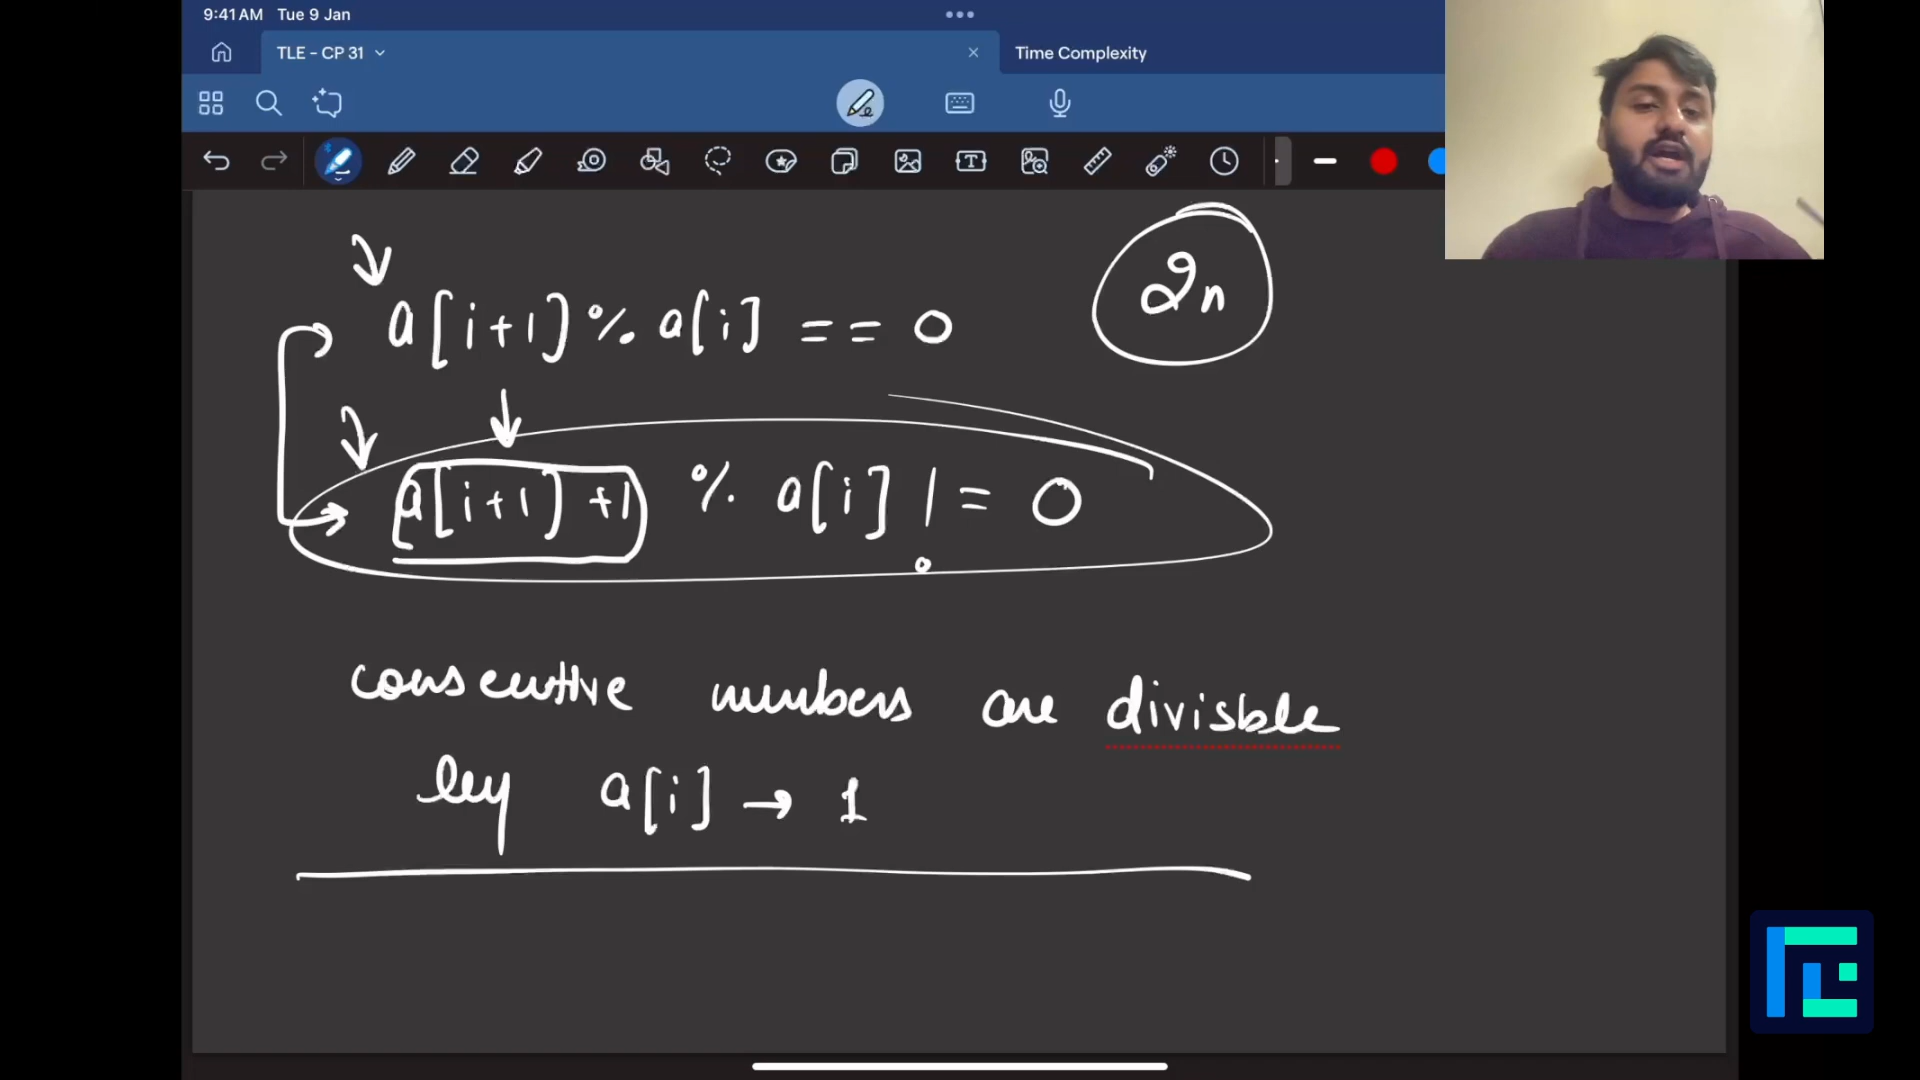 9:41 AM Tue 9 Jan
TLE - CP 31
Time Complexity
2n
a[i+1] % a[i] == 0
[a[i+1] +1) % a[i] != 0
consecutive numbers are divisble
a[i] → 1